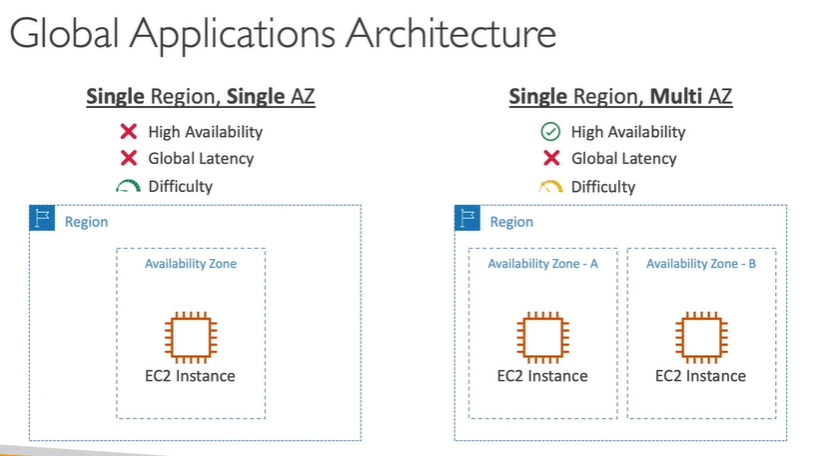 Global Applications Architecture
Single Region, Single AZ
High Availability
Global Latency
Difficulty
Region
Availability Zone
EC2 Instance
Single Region, Multi AZ
High Availability
Global Latency
Difficulty
Region
Availability Zone - A
EC2 Instance
Availability Zone - B
EC2 Instance